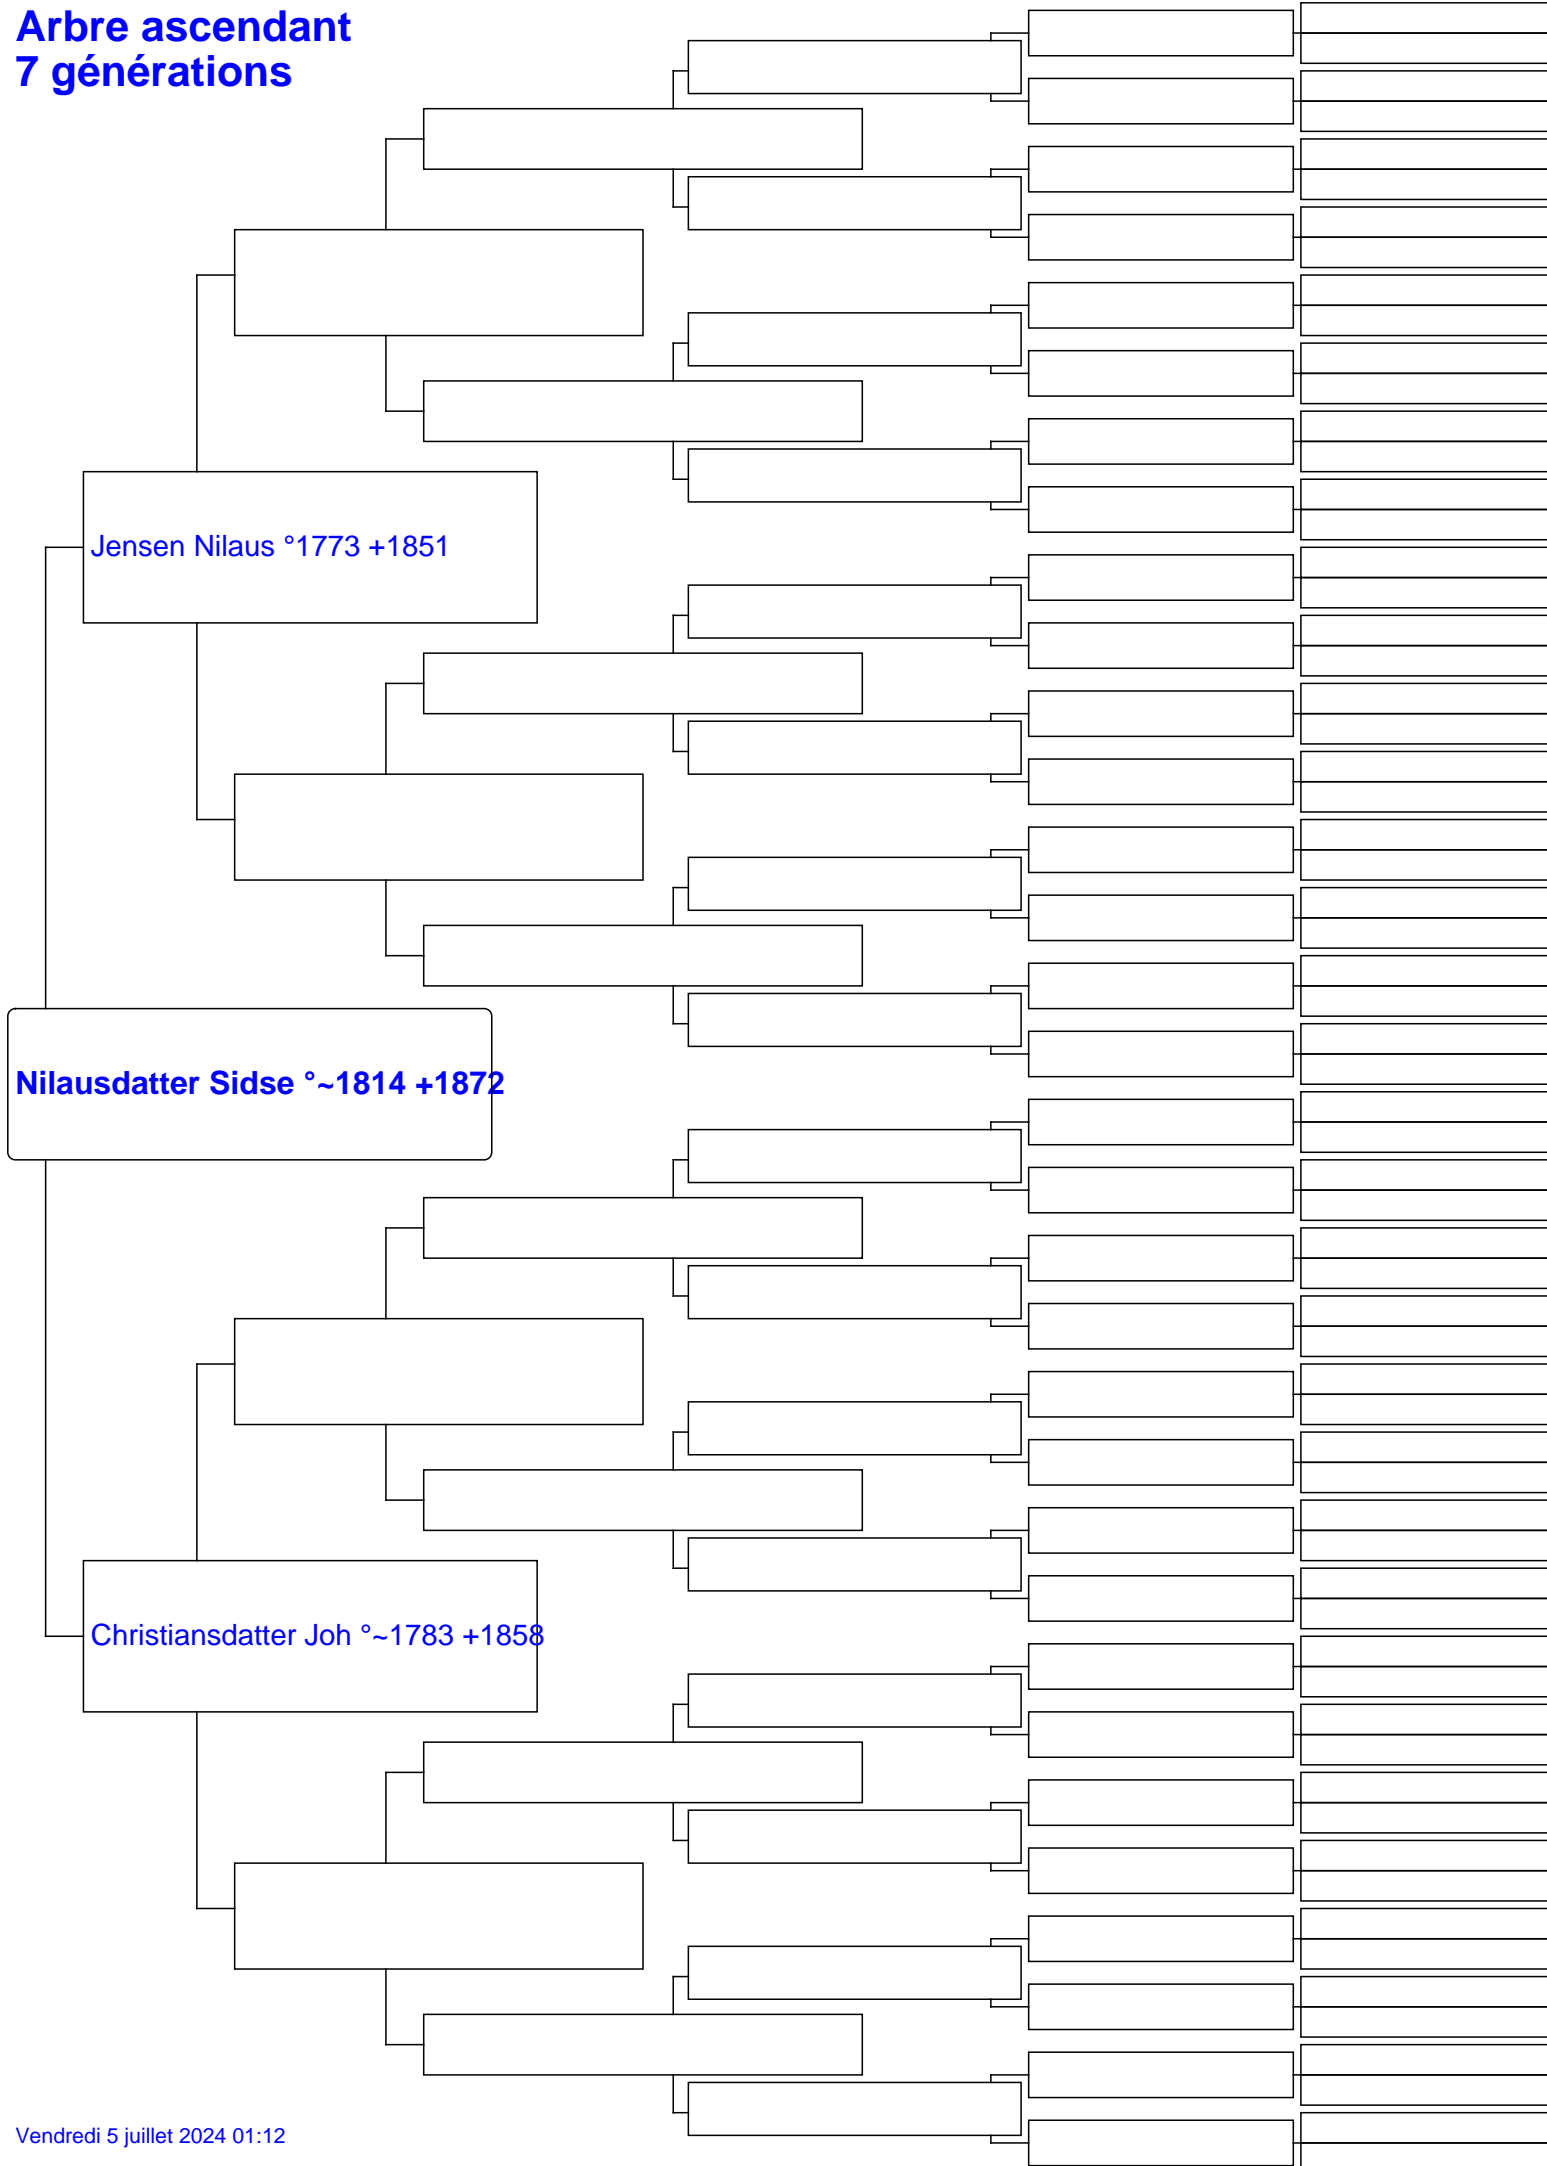 Arbre ascendant
7 générations
Jensen Nilaus °1773 +1851
Nilausdatter Sidse °~1814 +1872
Christiansdatter Joh °~1783 +1858
Vendredi 5 juillet 2024 01:12